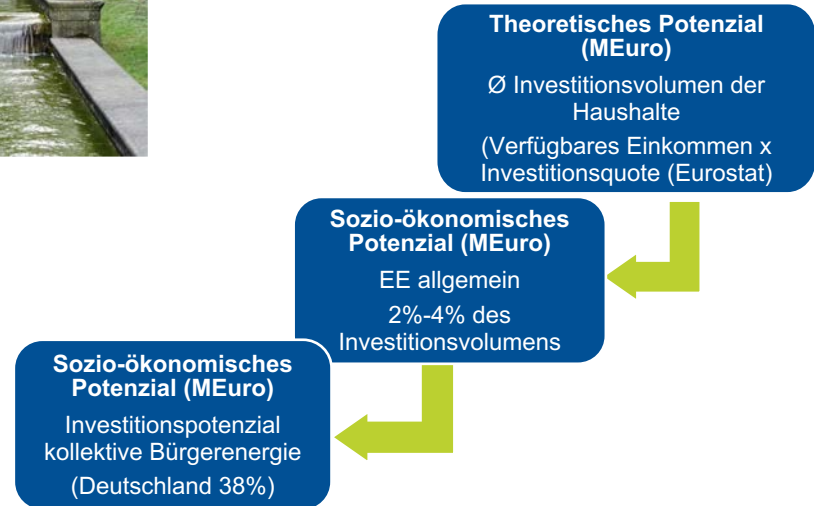 Theoretisches Potenzial
(MEuro)
Ø Investitionsvolumen der
Haushalte
(Verfügbares Einkommen x
Investitionsquote (Eurostat)
Sozio-ökonomisches
Potenzial (MEuro)
EE allgemein
2%-4% des
Investitionsvolumens
Sozio-ökonomisches
Potenzial (MEuro)
Investitionspotenzial
kollektive Bürgerenergie
(Deutschland 38%)